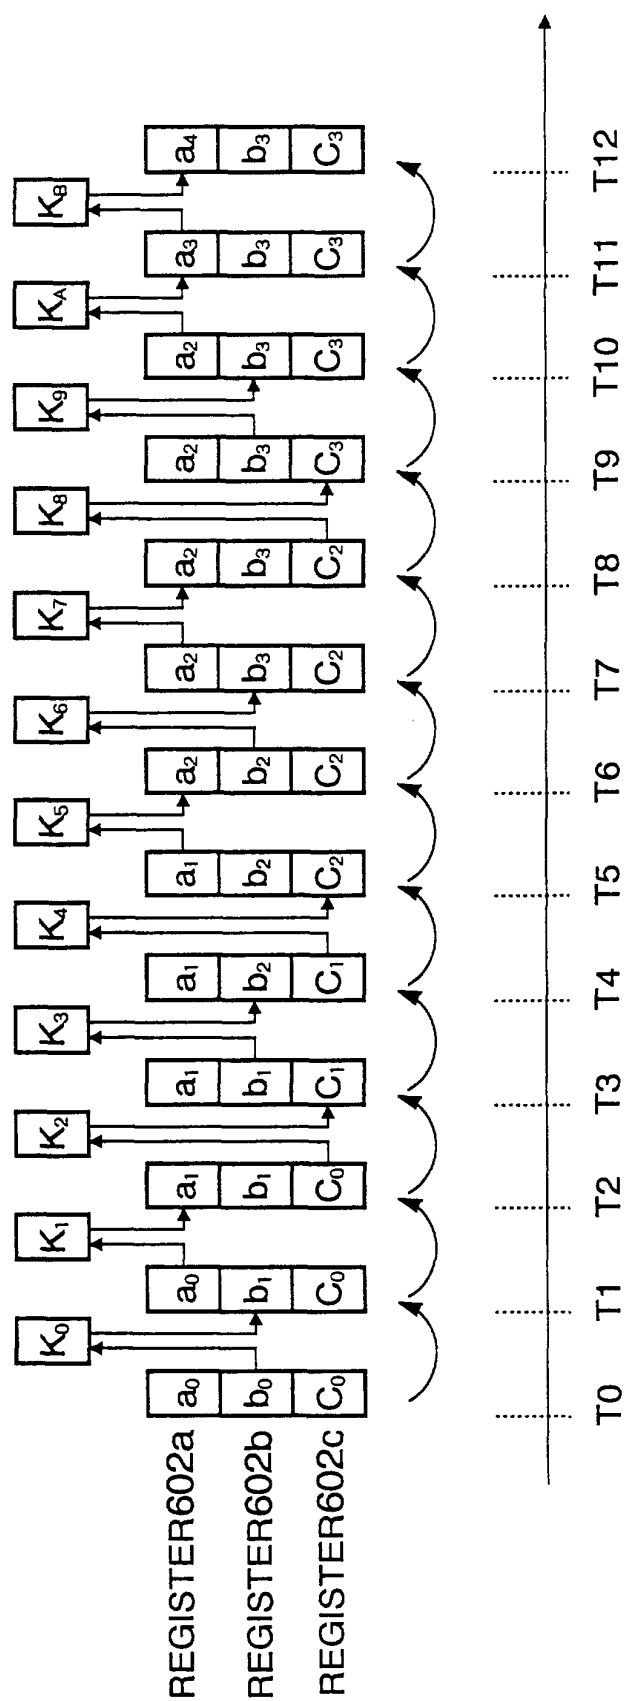 K₀ K₁ K₂ K₃ K₄ K₅ K₆ K₇ K₈ K₉ K_A K_B
REGISTER602a a₀ a₀ a₁ a₁ a₁ a₁ a₂ a₂ a₂ a₂ a₂ a₃ a₄
REGISTER602b b₀ b₁ b₁ b₁ b₂ b₂ b₂ b₃ b₃ b₃ b₃ b₃ b₃
REGISTER602c C₀ C₀ C₀ C₁ C₁ C₂ C₂ C₂ C₂ C₃ C₃ C₃ C₃
T0 T1 T2 T3 T4 T5 T6 T7 T8 T9 T10 T11 T12